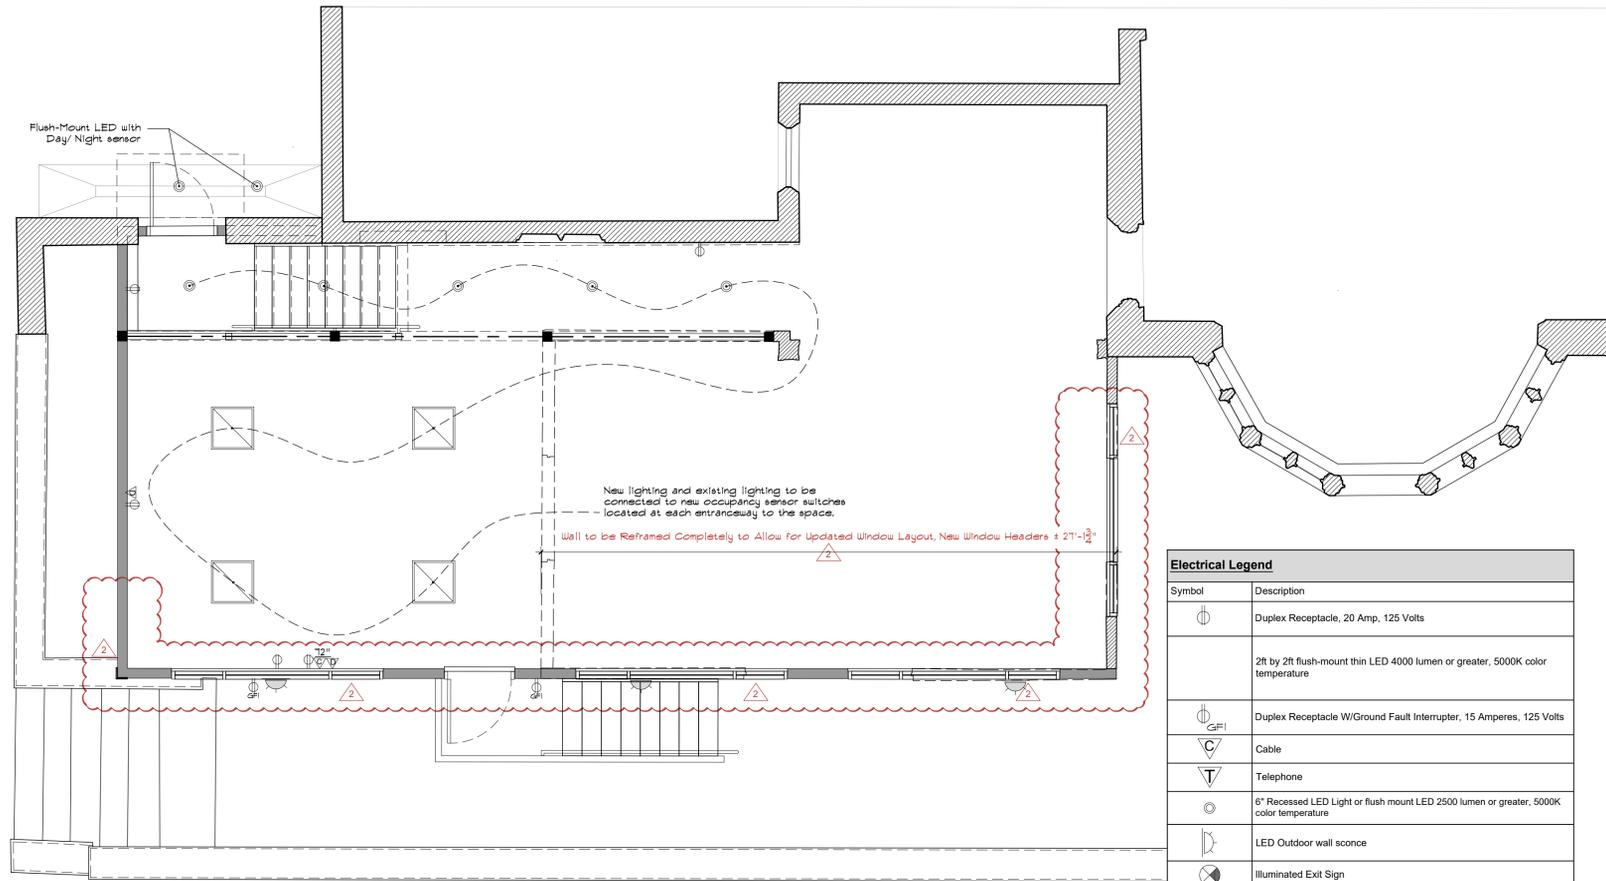 Flush-Mount LED with
Day/ Night sensor
2
New lighting and existing lighting to be
connected to new occupancy sensor switches
located at each entranceway to the space.
Wall to be Reframed Completely to Allow for Updated Window Layout, New Window Headers ± 27'-1 3/4"
2
2
72"
C D
GFI
2
GFI
2
2
Electrical Legend
Symbol Description
Duplex Receptacle, 20 Amp, 125 Volts
2ft by 2ft flush-mount thin LED 4000 lumen or greater, 5000K color
temperature
GFI Duplex Receptacle W/Ground Fault Interrupter, 15 Amperes, 125 Volts
C Cable
T Telephone
6" Recessed LED Light or flush mount LED 2500 lumen or greater, 5000K
color temperature
LED Outdoor wall sconce
Illuminated Exit Sign